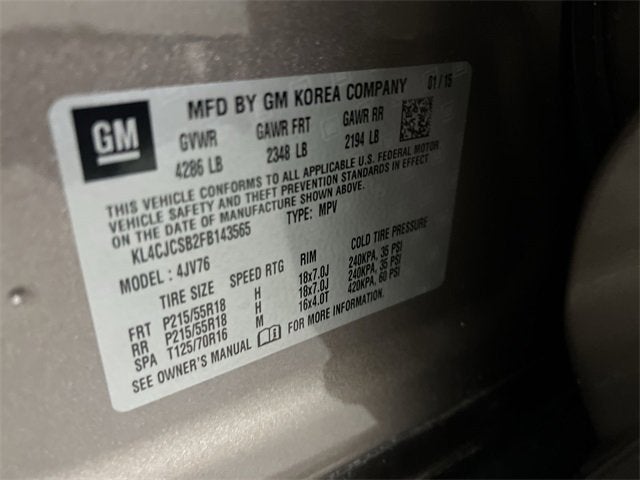 GM
MFD BY GM KOREA COMPANY 01/15
GVWR GAWR FRT GAWR RR
4286 LB 2348 LB 2194 LB
THIS VEHICLE CONFORMS TO ALL APPLICABLE U.S. FEDERAL MOTOR
VEHICLE SAFETY AND THEFT PREVENTION STANDARDS IN EFFECT
ON THE DATE OF MANUFACTURE SHOWN ABOVE.
KL4CJCSB2FB143565 TYPE: MPV
MODEL: 4JV76
TIRE SIZE SPEED RTG RIM COLD TIRE PRESSURE
FRT P215/55R18 H 18x7.0J 240KPA, 35 PSI
RR P215/55R18 H 18x7.0J 240KPA, 35 PSI
SPA T125/70R16 M 16x4.0T 420KPA, 60 PSI
SEE OWNER'S MANUAL FOR MORE INFORMATION.